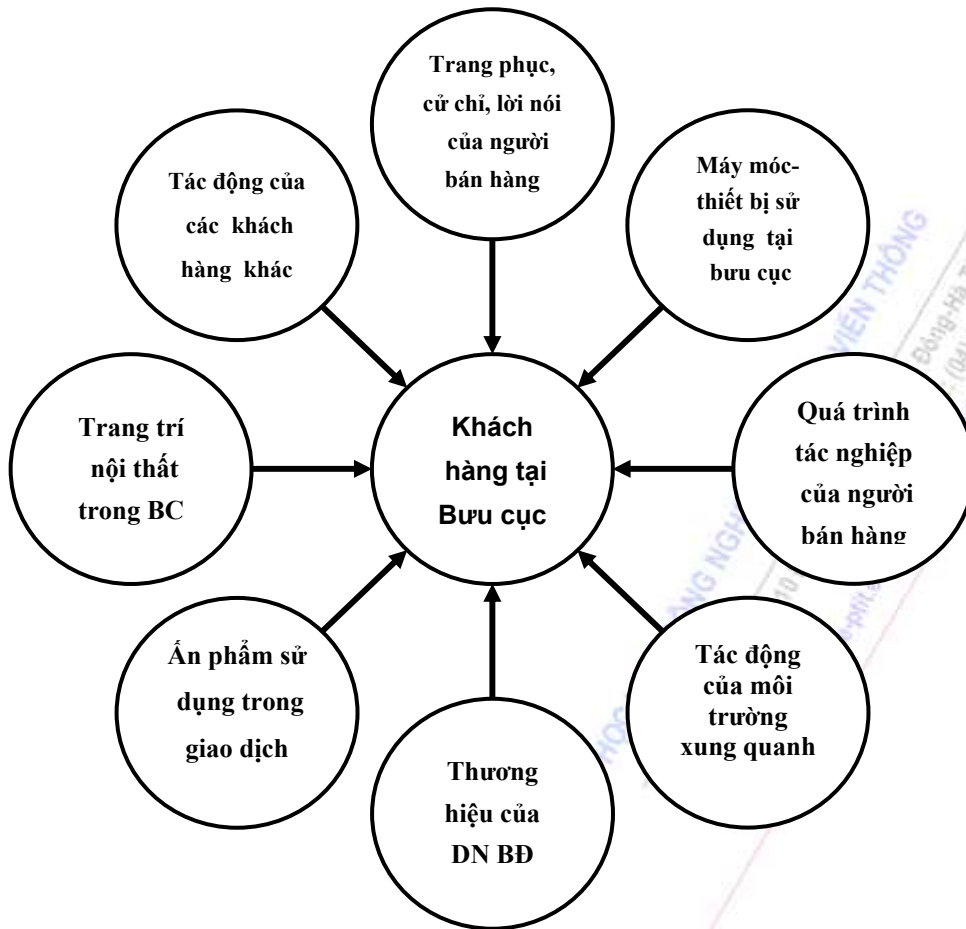 Trang phục,
cử chỉ, lời nói
của người
bán hàng
Tác động của
các khách
hàng khác
Máy móc-
thiết bị sử
dụng tại
bưu cục
Trang trí
nội thất
trong BC
Khách
hàng tại
Bưu cục
Quá trình
tác nghiệp
của người
bán hàng
Ấn phẩm sử
dụng trong
giao dịch
Tác động
của môi
trường
xung quanh
Thương
hiệu của
DN BĐ
VIỄN THÔNG